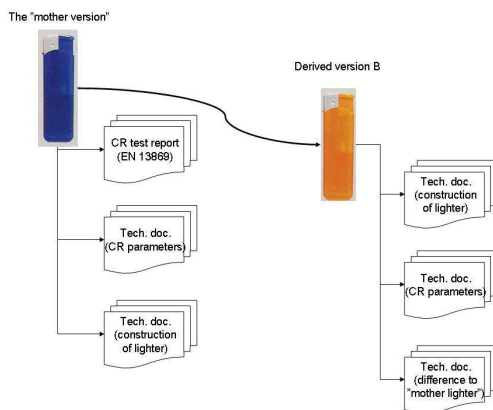 The "mother version"
Derived version B
CR test report
(EN 13869)
Tech. doc.
(CR parameters)
Tech. doc.
(construction
of lighter)
Tech. doc.
(construction
of lighter)
Tech. doc.
(CR parameters)
Tech. doc.
(difference to
"mother lighter")